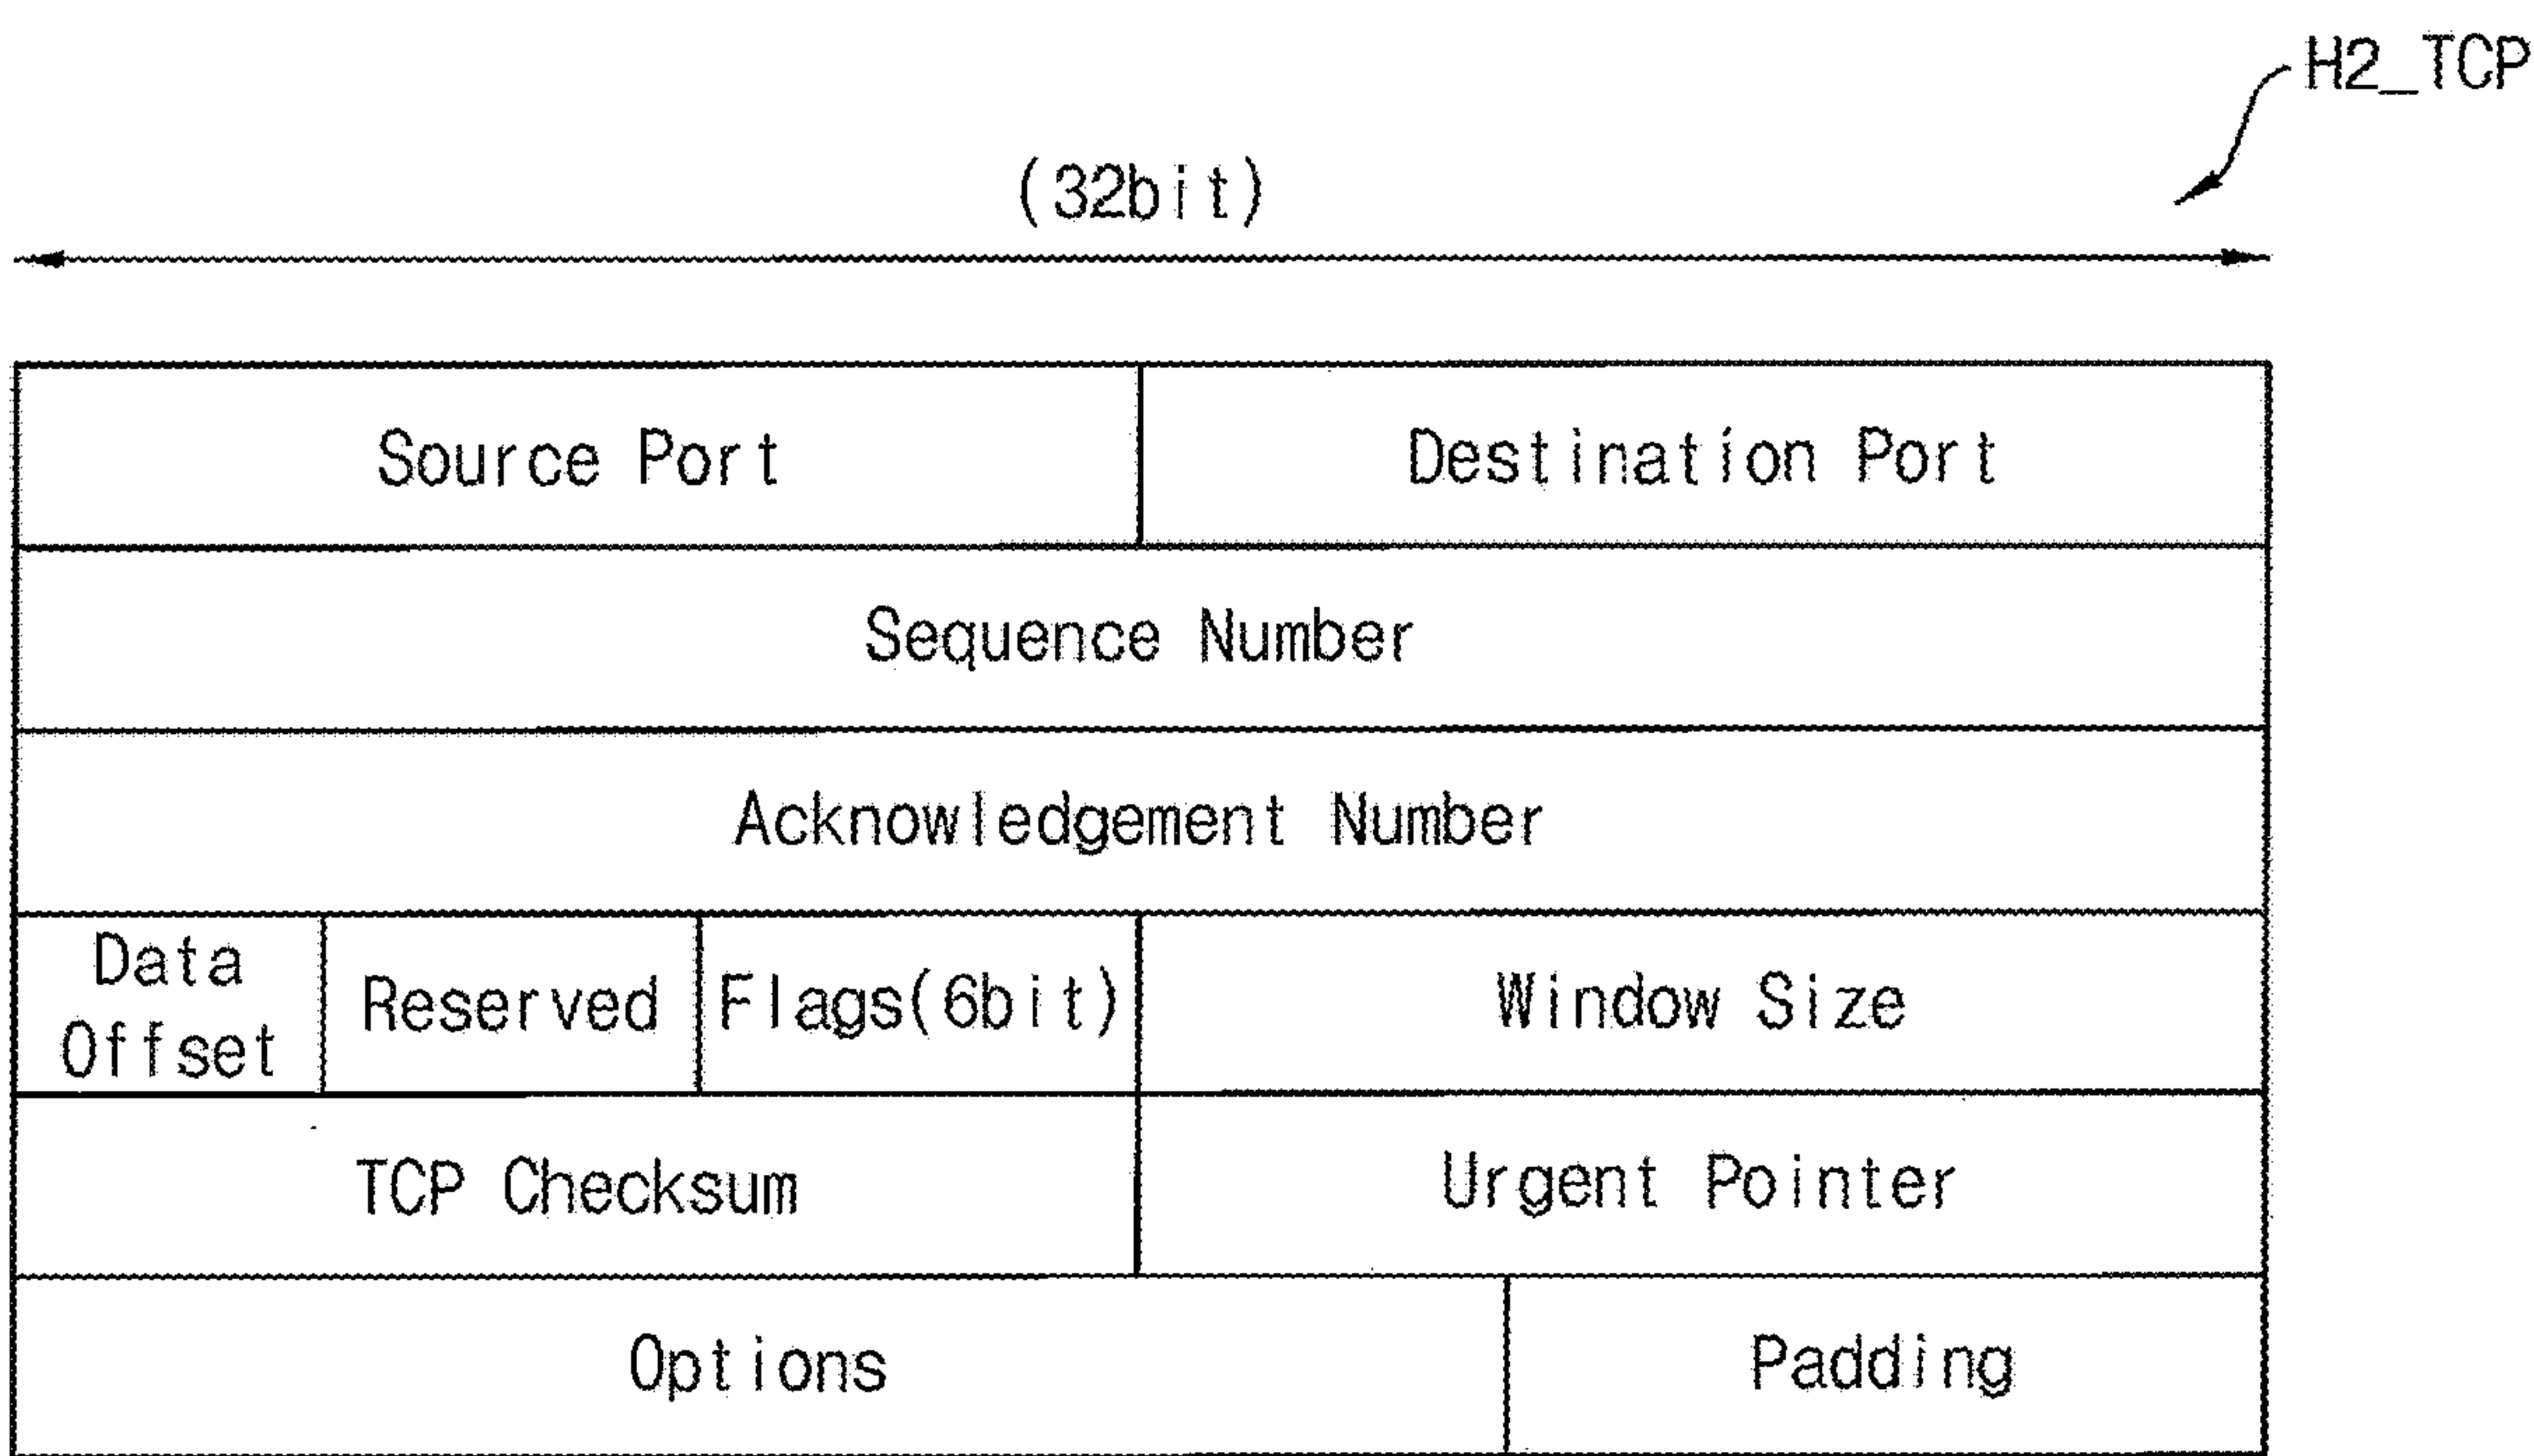 H2_TCP
(32bit)
Source Port
Destination Port
Sequence Number
Acknowledgement Number
Data
Offset
Reserved
Flags(6bit)
Window Size
TCP Checksum
Urgent Pointer
Options
Padding